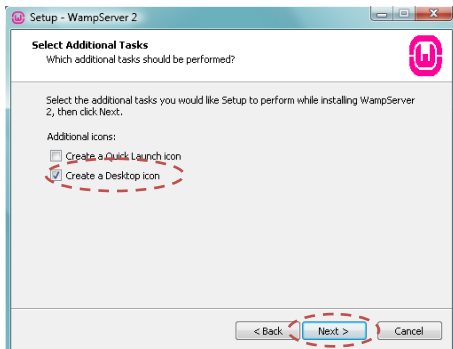 Setup - WampServer 2
Select Additional Tasks
Which additional tasks should be performed?
Select the additional tasks you would like Setup to perform while installing WampServer
2, then click Next.
Additional icons:
Create a Quick Launch icon
Create a Desktop icon
< Back
Next >
Cancel